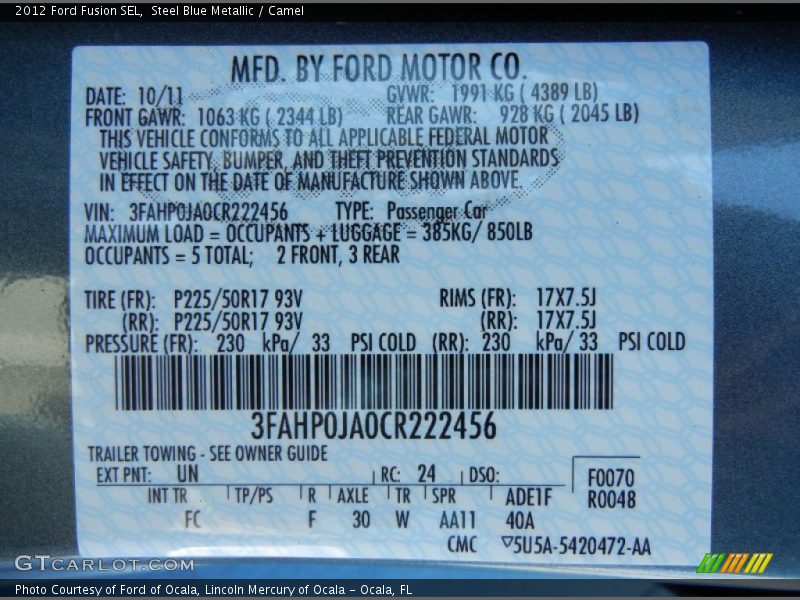 2012 Ford Fusion SEL, Steel Blue Metallic / Camel
MFD. BY FORD MOTOR CO.
DATE: 10/11 GVWR: 1991 KG ( 4389 LB)
FRONT GAWR: 1063 KG ( 2344 LB) REAR GAWR: 928 KG ( 2045 LB)
THIS VEHICLE CONFORMS TO ALL APPLICABLE FEDERAL MOTOR
VEHICLE SAFETY, BUMPER, AND THEFT PREVENTION STANDARDS
IN EFFECT ON THE DATE OF MANUFACTURE SHOWN ABOVE.
VIN: 3FAHP0JA0CR222456 TYPE: Passenger Car
MAXIMUM LOAD = OCCUPANTS + LUGGAGE = 385KG/ 850LB
OCCUPANTS = 5 TOTAL; 2 FRONT, 3 REAR
TIRE (FR): P225/50R17 93V RIMS (FR): 17X7.5J
(RR): P225/50R17 93V (RR): 17X7.5J
PRESSURE (FR): 230 kPa/ 33 PSI COLD (RR): 230 kPa/ 33 PSI COLD
3FAHP0JA0CR222456
TRAILER TOWING - SEE OWNER GUIDE
EXT PNT: UN RC: 24 DSO: F0070
INT TR TP/PS R AXLE TR SPR ADE1F R0048
FC F 30 W AA11 40A
CMC 5U5A-5420472-AA
GTCARLOT.COM
Photo Courtesy of Ford of Ocala, Lincoln Mercury of Ocala - Ocala, FL